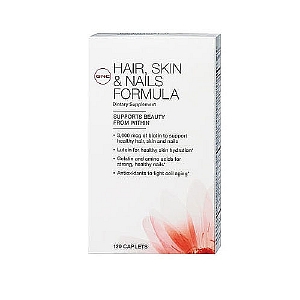 GNC
HAIR, SKIN
& NAILS
FORMULA
Dietary Supplement
SUPPORTS BEAUTY
FROM WITHIN
• 3,000 mcg of biotin to support
healthy hair, skin and nails
• Lutein for healthy skin hydration*
• Gelatin and amino acids for
strong, healthy nails*
• Antioxidants to fight cell aging*
120 CAPLETS